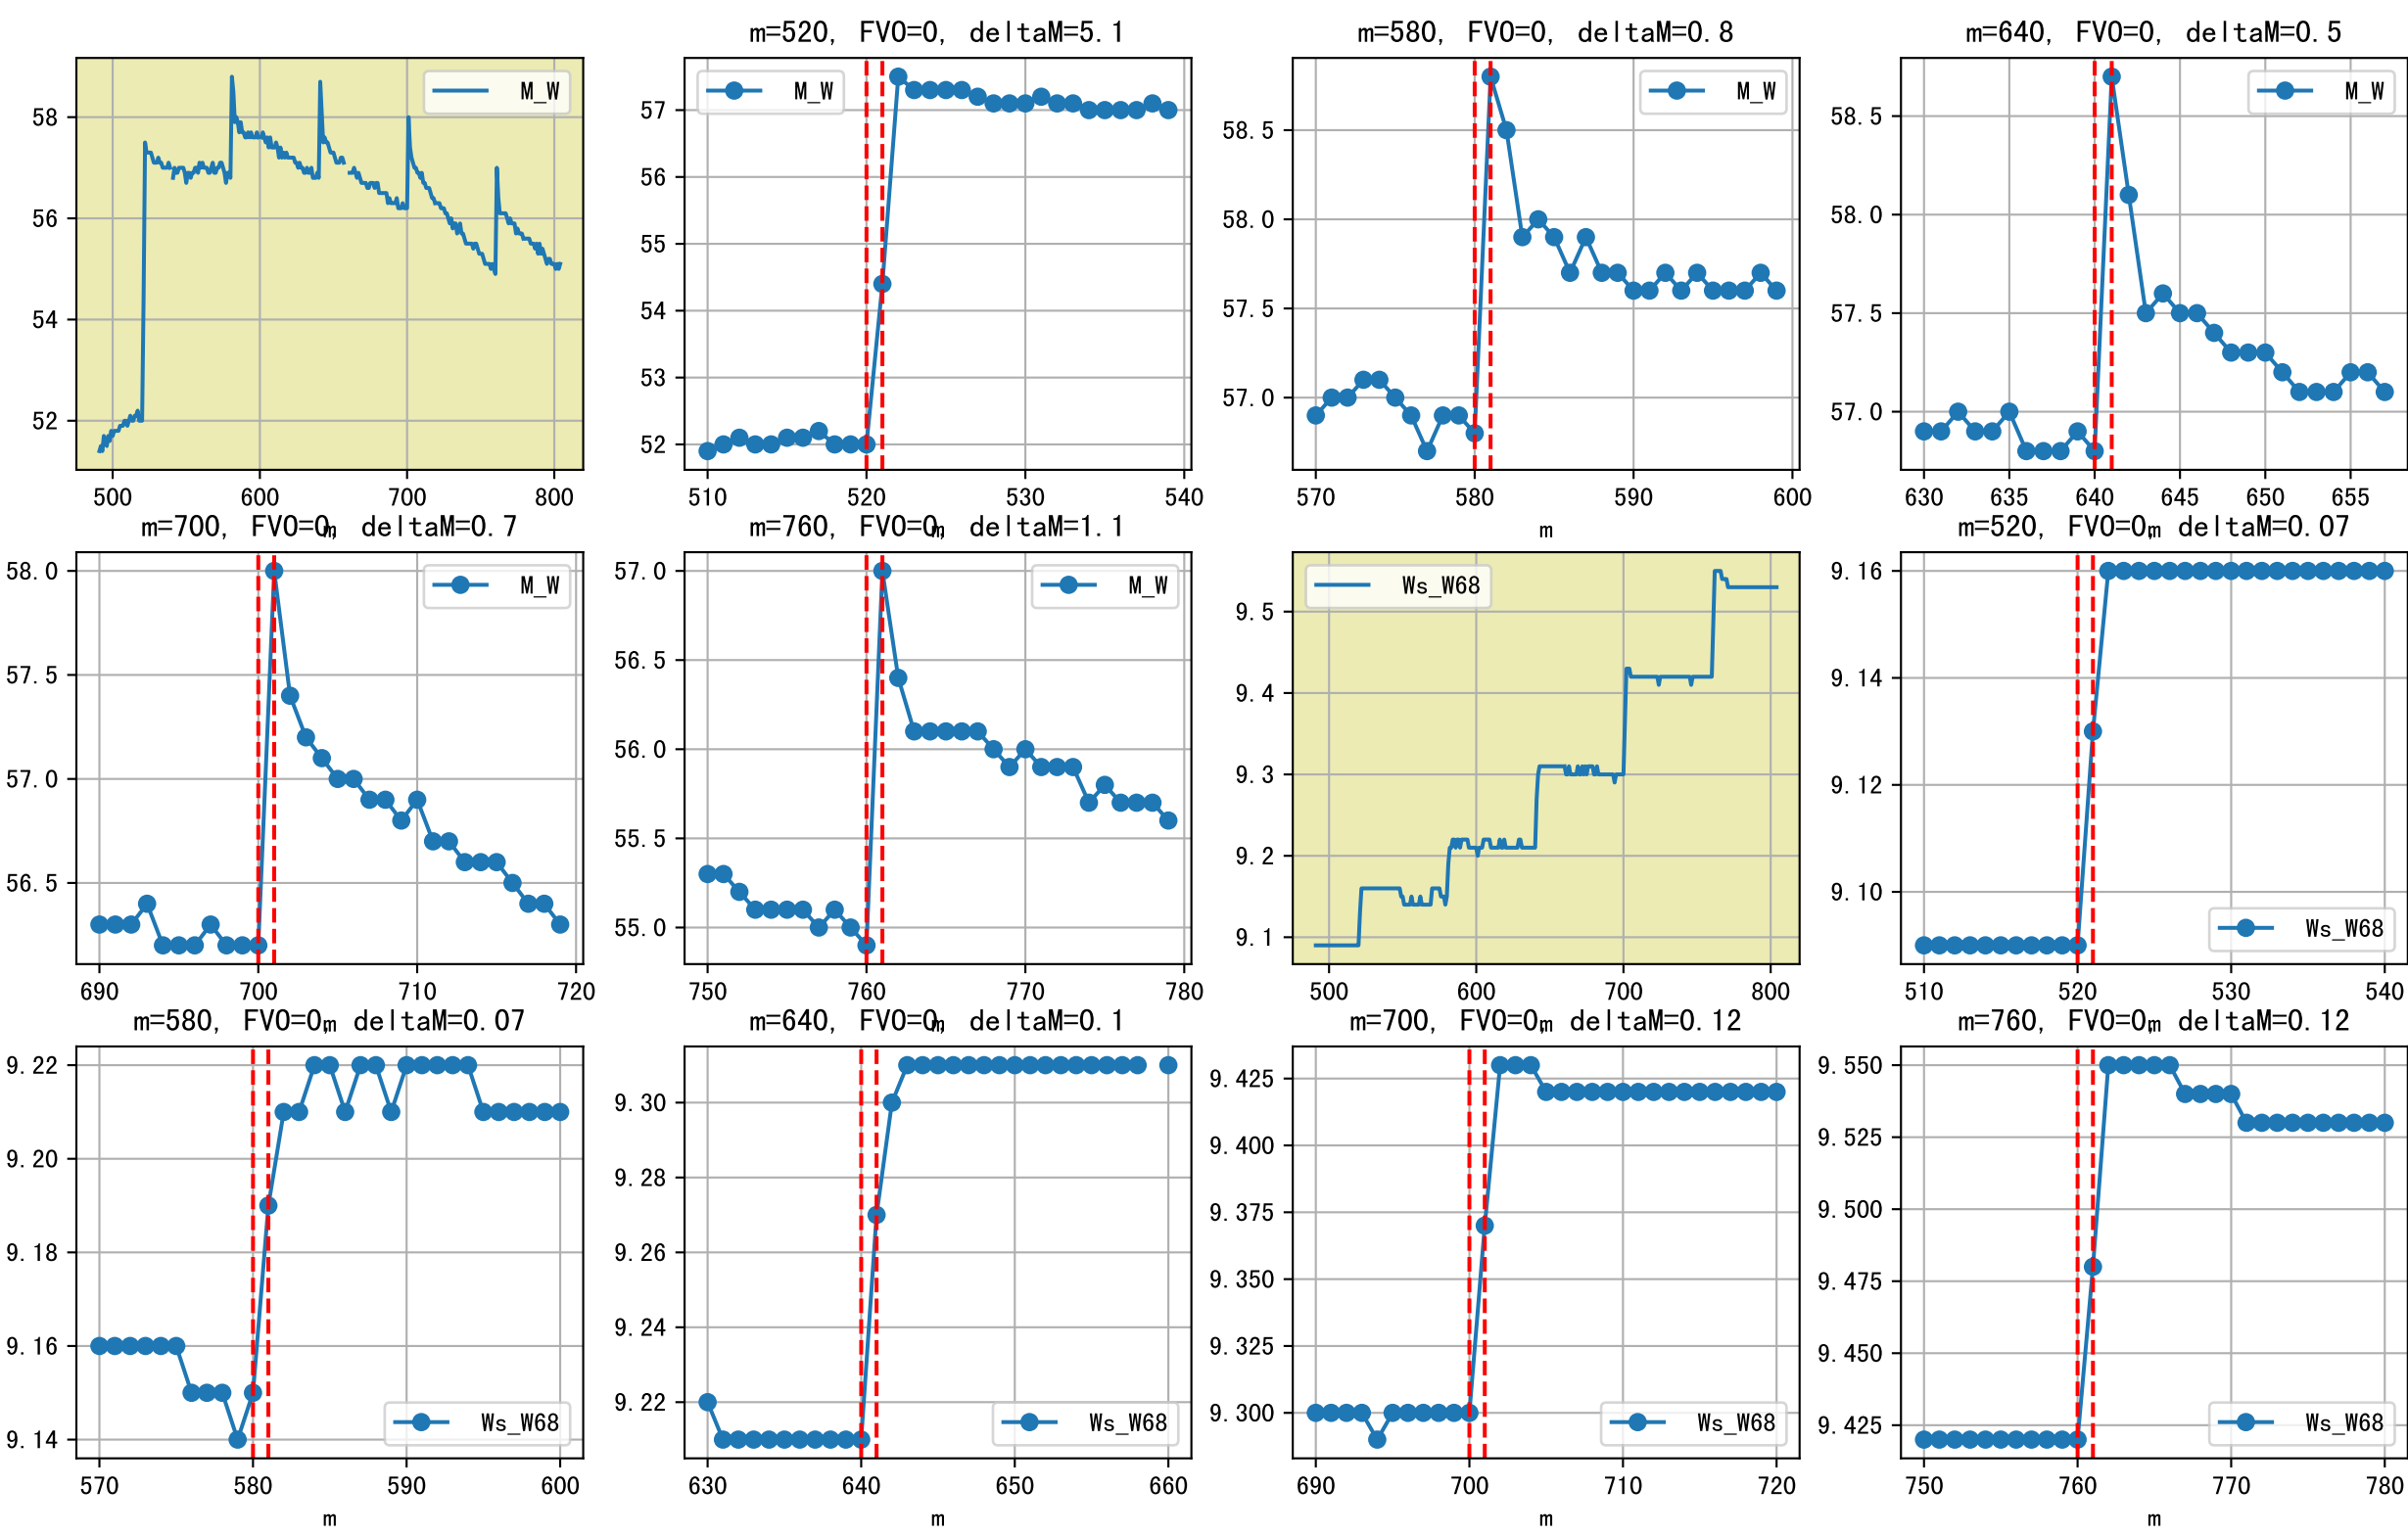 m=520, FV0=0, deltaM=5.1
m=580, FV0=0, deltaM=0.8
m=640, FV0=0, deltaM=0.5
M_W
58
56
54
52
500 600 700 800
m
M_W
57
56
55
54
53
52
510 520 530 540
m
M_W
58.5
58.0
57.5
57.0
570 580 590 600
m
M_W
58.5
58.0
57.5
57.0
630 635 640 645 650 655
m
m=700, FV0=0, deltaM=0.7
m=760, FV0=0, deltaM=1.1
m=520, FV0=0, deltaM=0.07
M_W
58.0
57.5
57.0
56.5
690 700 710 720
m
M_W
57.0
56.5
56.0
55.5
55.0
750 760 770 780
m
Ws_W68
9.5
9.4
9.3
9.2
9.1
500 600 700 800
m
9.16
9.14
9.12
9.10
Ws_W68
510 520 530 540
m
m=580, FV0=0, deltaM=0.07
m=640, FV0=0, deltaM=0.1
m=700, FV0=0, deltaM=0.12
m=760, FV0=0, deltaM=0.12
9.22
9.20
9.18
9.16
9.14
Ws_W68
570 580 590 600
m
9.30
9.28
9.26
9.24
9.22
Ws_W68
630 640 650 660
m
9.425
9.400
9.375
9.350
9.325
9.300
Ws_W68
690 700 710 720
m
9.550
9.525
9.500
9.475
9.450
9.425
Ws_W68
750 760 770 780
m